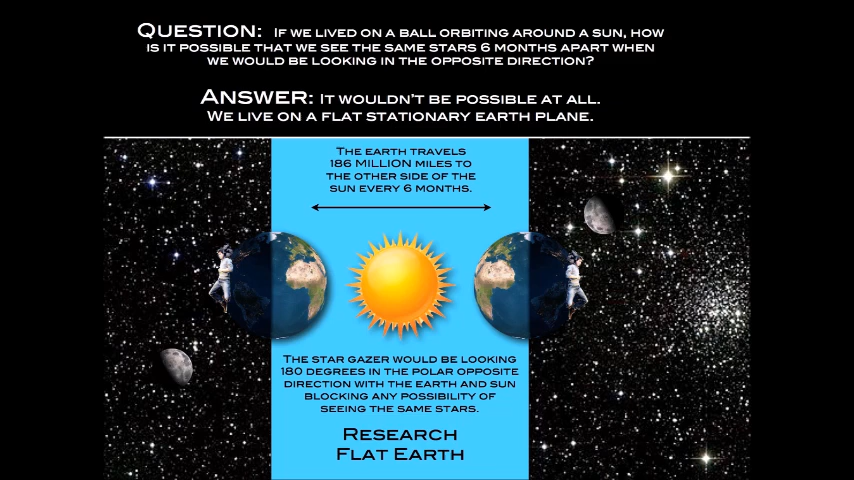 QUESTION: IF WE LIVED ON A BALL ORBITING AROUND A SUN, HOW
IS IT POSSIBLE THAT WE SEE THE SAME STARS 6 MONTHS APART WHEN
WE WOULD BE LOOKING IN THE OPPOSITE DIRECTION?
ANSWER: IT WOULDN'T BE POSSIBLE AT ALL.
WE LIVE ON A FLAT STATIONARY EARTH PLANE.
THE EARTH TRAVELS
186 MILLION MILES TO
THE OTHER SIDE OF THE
SUN EVERY 6 MONTHS.
THE STAR GAZER WOULD BE LOOKING
180 DEGREES IN THE POLAR OPPOSITE
DIRECTION WITH THE EARTH AND SUN
BLOCKING ANY POSSIBILITY OF
SEEING THE SAME STARS.
RESEARCH
FLAT EARTH